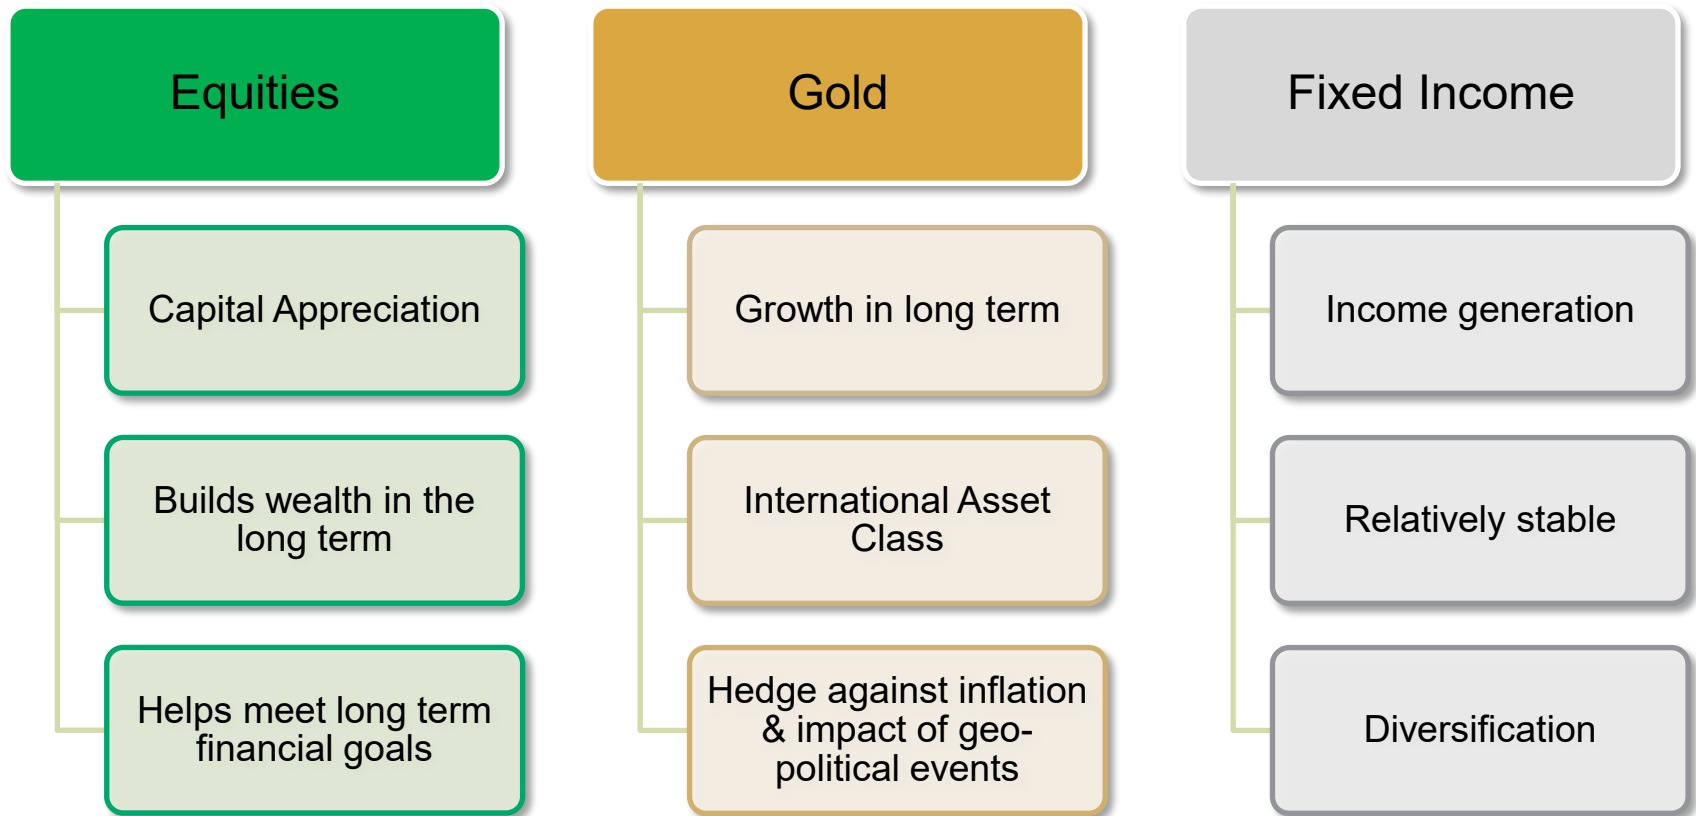 Equities
Capital Appreciation
Builds wealth in the
long term
Helps meet long term
financial goals
Gold
Growth in long term
International Asset
Class
Hedge against inflation
& impact of geo-
political events
Fixed Income
Income generation
Relatively stable
Diversification